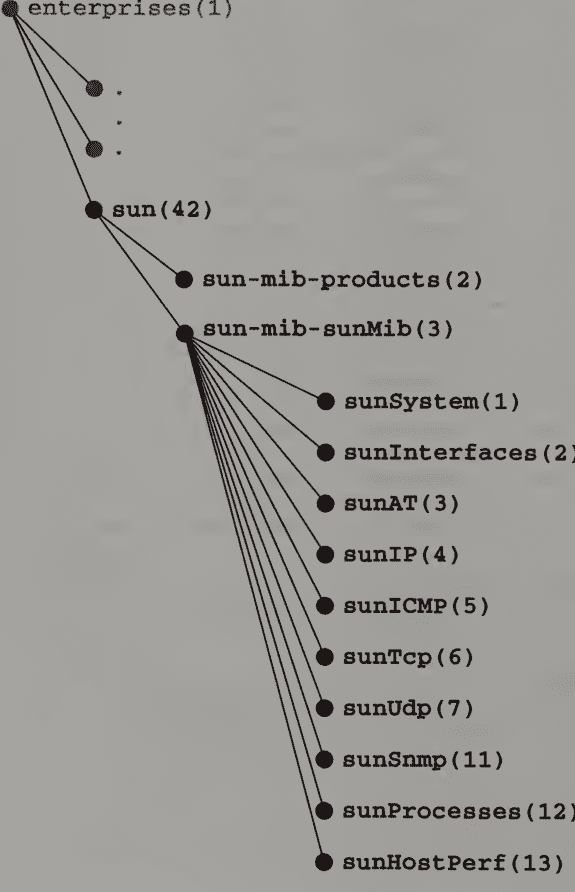 enterprises(1)
.
.
.
sun(42)
sun-mib-products(2)
sun-mib-sunMib(3)
sunSystem(1)
sunInterfaces(2)
sunAT(3)
sunIP(4)
sunICMP(5)
sunTcp(6)
sunUdp(7)
sunSnmp(11)
sunProcesses(12)
sunHostPerf(13)